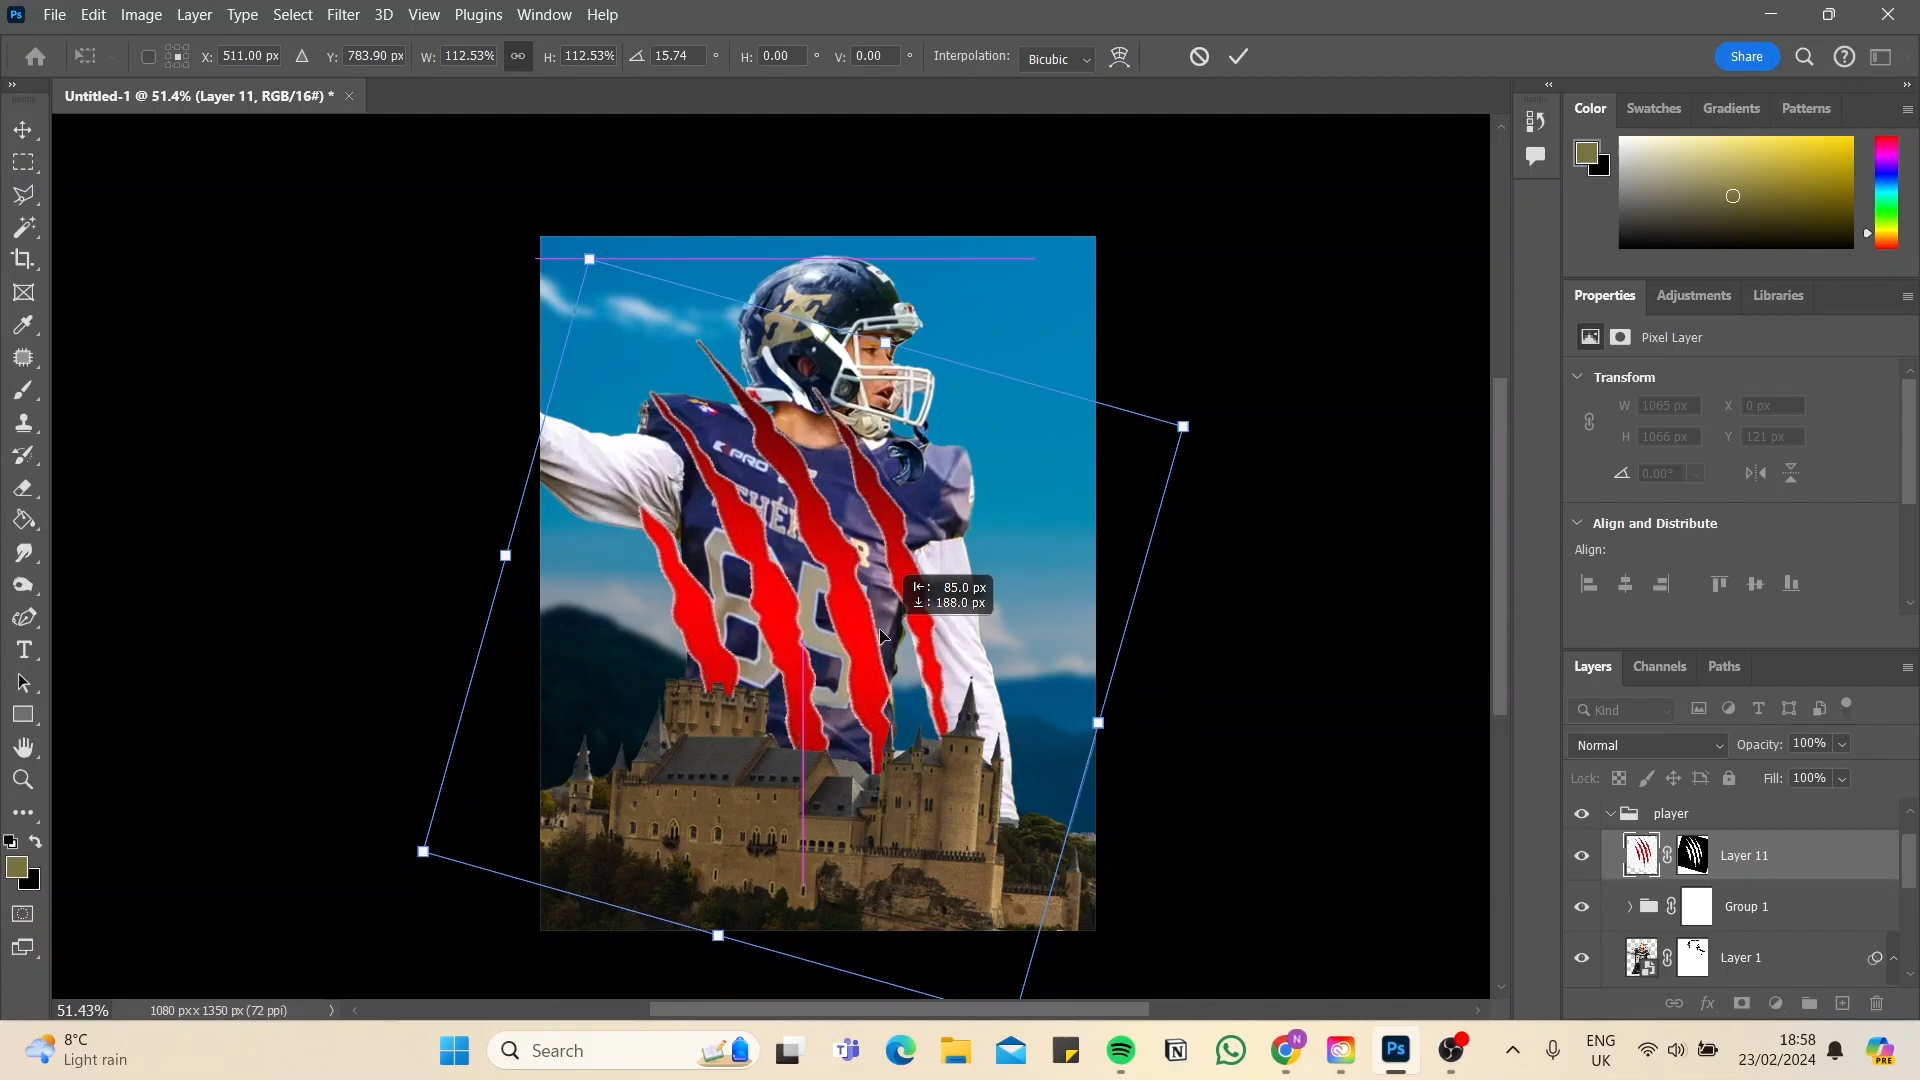 Ps File Edit Image Layer Type Select Filter 3D View Plugins Window Help
X: 511.00 px Y: 783.90 px W: 112.53% H: 112.53% 15.74 ° H: 0.00 ° V: 0.00 ° Interpolation: Bicubic Share
Untitled-1 @ 51.4% (Layer 11, RGB/16#) *
Color Swatches Gradients Patterns
Properties Adjustments Libraries
Pixel Layer
Transform
W 1065 px X 0 px
H 1066 px Y 121 px
0.00°
Align and Distribute
Align:
PRO
85
85.0 px
188.0 px
Layers Channels Paths
Kind
Normal Opacity: 100%
Lock: Fill: 100%
player
Layer 11
Group 1
Layer 1
T
51.43% 1080 px x 1350 px (72 ppi)
8°C
Light rain
Search
N
Ps
ENG
UK
18:58
23/02/2024
PRE